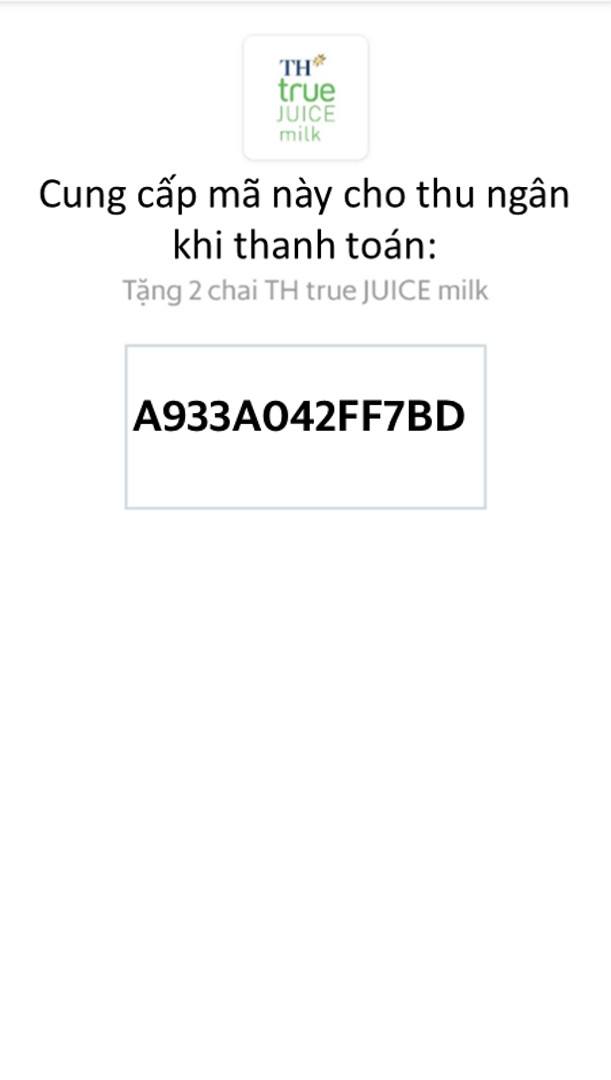 TH
true
JUICE
milk
Cung cấp mã này cho thu ngân
khi thanh toán:
Tặng 2 chai TH true JUICE milk
A933A042FF7BD